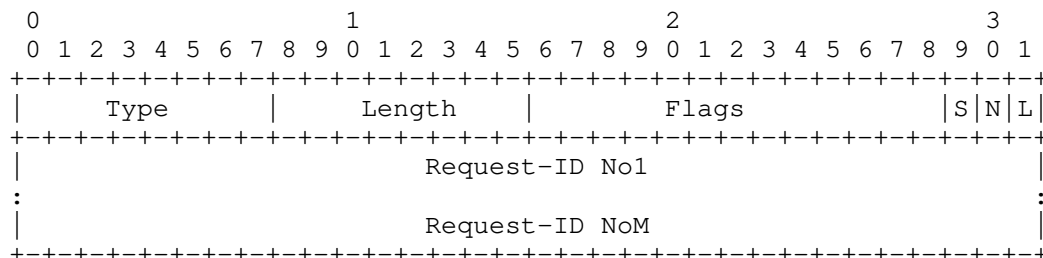 0                   1                   2                   3
 0 1 2 3 4 5 6 7 8 9 0 1 2 3 4 5 6 7 8 9 0 1 2 3 4 5 6 7 8 9 0 1
+-+-+-+-+-+-+-+-+-+-+-+-+-+-+-+-+-+-+-+-+-+-+-+-+-+-+-+-+-+-+-+-+
|     Type      |     Length    |        Flags            |S|N|L|
+-+-+-+-+-+-+-+-+-+-+-+-+-+-+-+-+-+-+-+-+-+-+-+-+-+-+-+-+-+-+-+-+
|                         Request-ID No1                        |
:                                                               :
|                         Request-ID NoM                        |
+-+-+-+-+-+-+-+-+-+-+-+-+-+-+-+-+-+-+-+-+-+-+-+-+-+-+-+-+-+-+-+-+